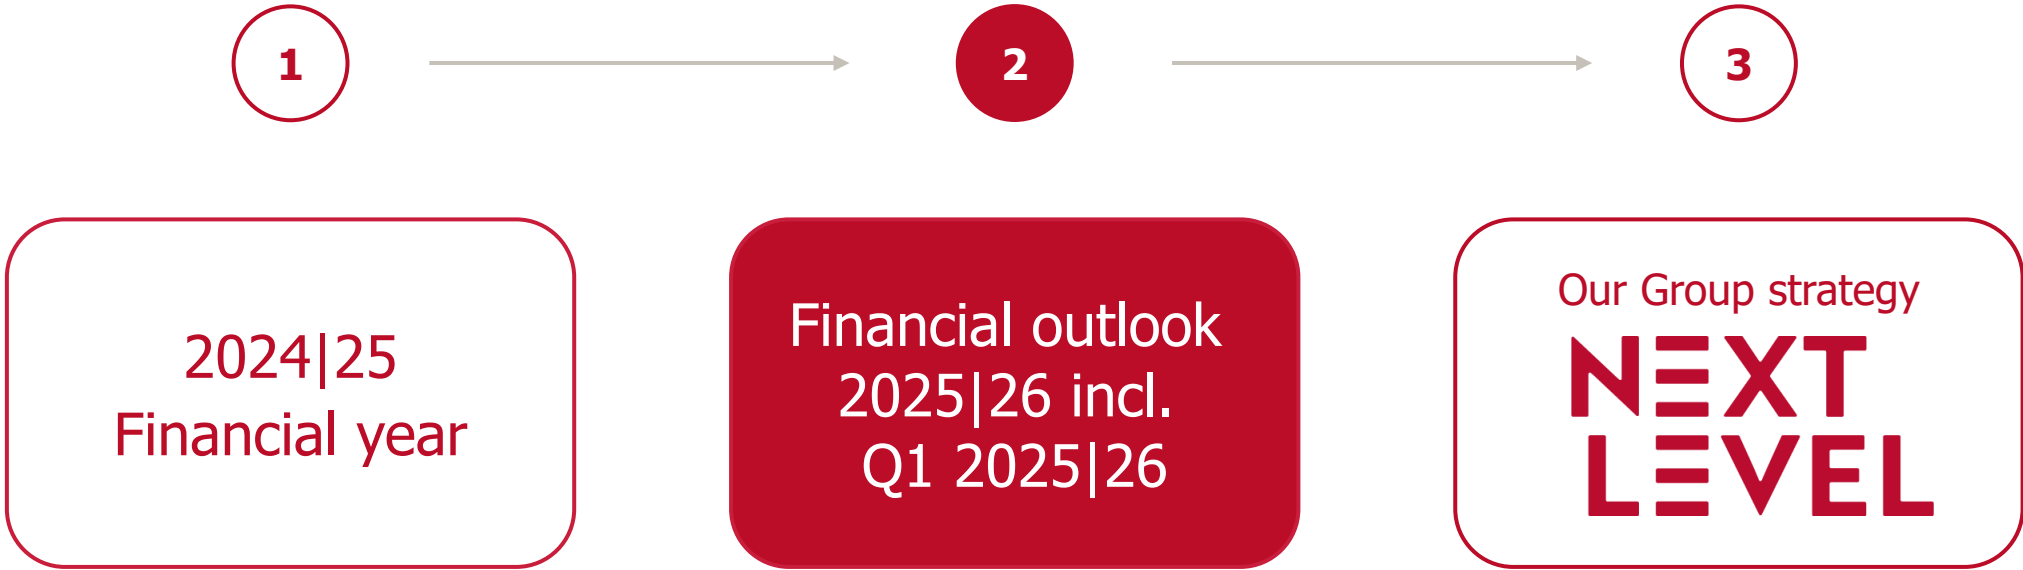 1
2
3
2024|25
Financial year
Financial outlook
2025|26 incl.
Q1 2025|26
Our Group strategy
NEXT
LEVEL